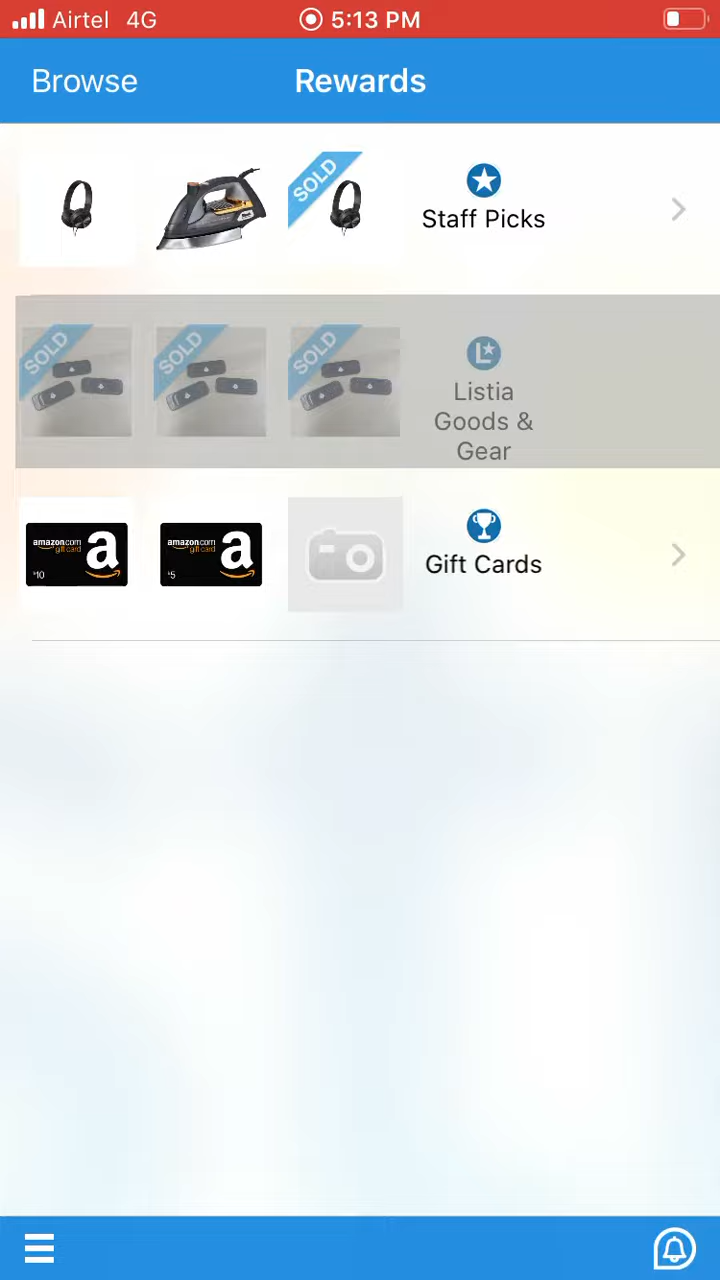 Airtel 4G 5:13 PM
Browse Rewards
SOLD
Staff Picks
SOLD SOLD SOLD
L
Listia
Goods &
Gear
amazon.com
gift card
a
$10
amazon.com
gift card
a
$5
Gift Cards